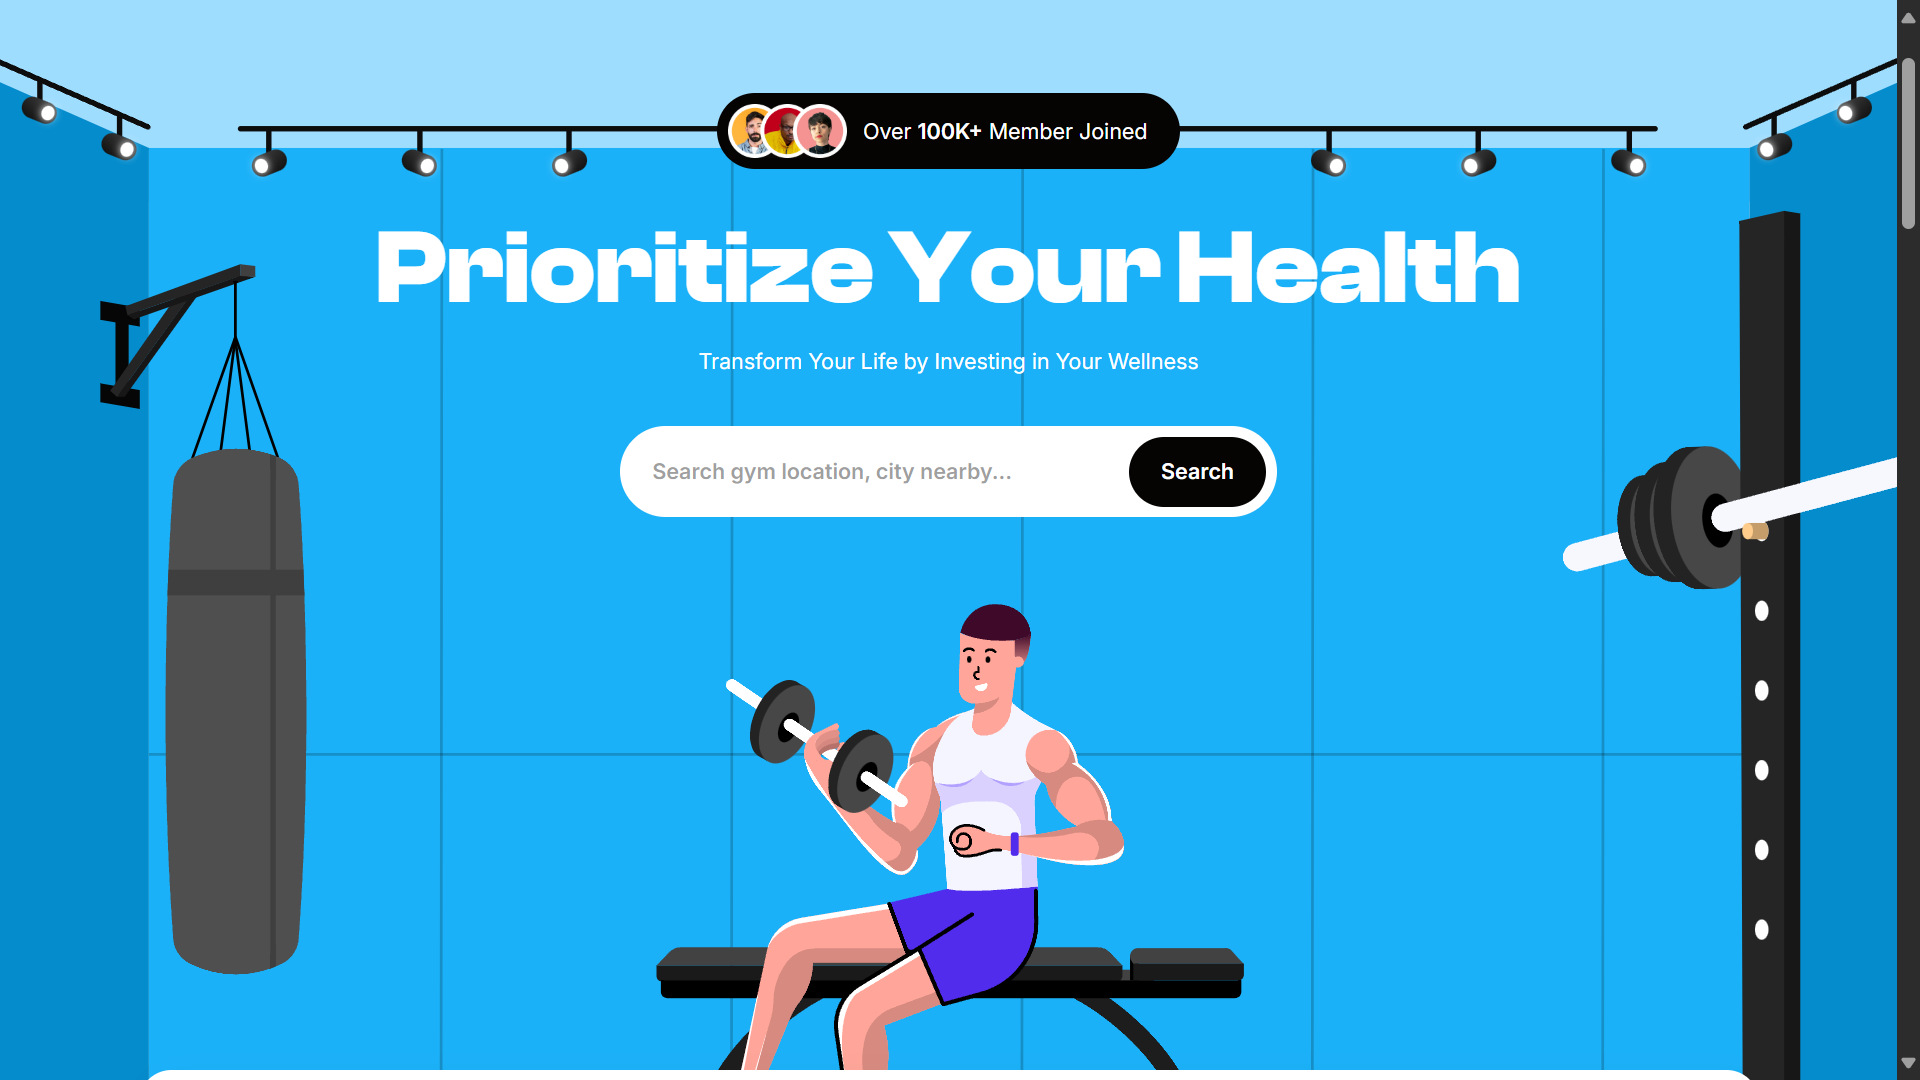 Over 100K+ Member Joined
Prioritize Your Health
Transform Your Life by Investing in Your Wellness
Search gym location, city nearby...
Search